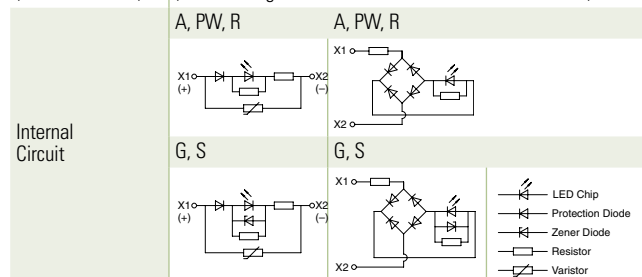 A, PW, R
A, PW, R
X1
(+)
X2
(–)
X1
X2
Internal
Circuit
G, S
G, S
X1
(+)
X2
(–)
X1
X2
LED Chip
Protection Diode
Zener Diode
Resistor
Varistor